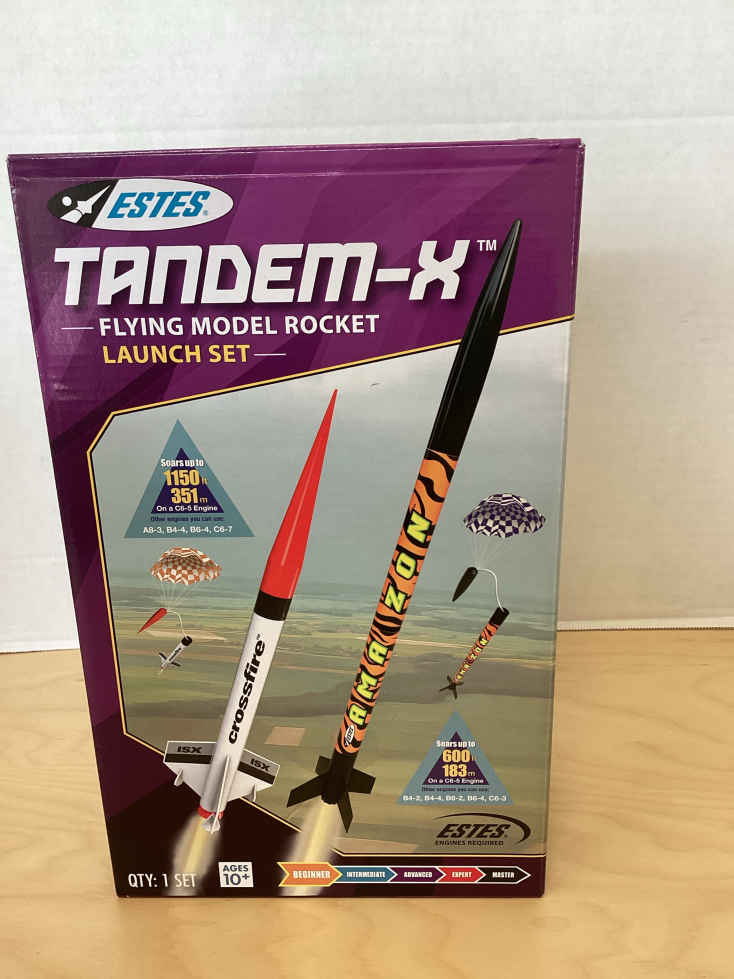 ESTES®
TANDEM-X™
FLYING MODEL ROCKET
LAUNCH SET
Soars up to
1150 ft
351 m
On a C6-5 Engine
Other engines you can use:
A8-3, B4-4, B6-4, C6-7
crossfire™
ISX
ISX
AMAZON
ESTES
AMAZON
Soars up to
600 ft
183 m
On a C6-5 Engine
Other engines you can use:
B4-2, B4-4, B6-2, B6-4, C6-3
ESTES®
ENGINES REQUIRED
QTY: 1 SET
AGES
10+
BEGINNER
INTERMEDIATE
ADVANCED
EXPERT
MASTER